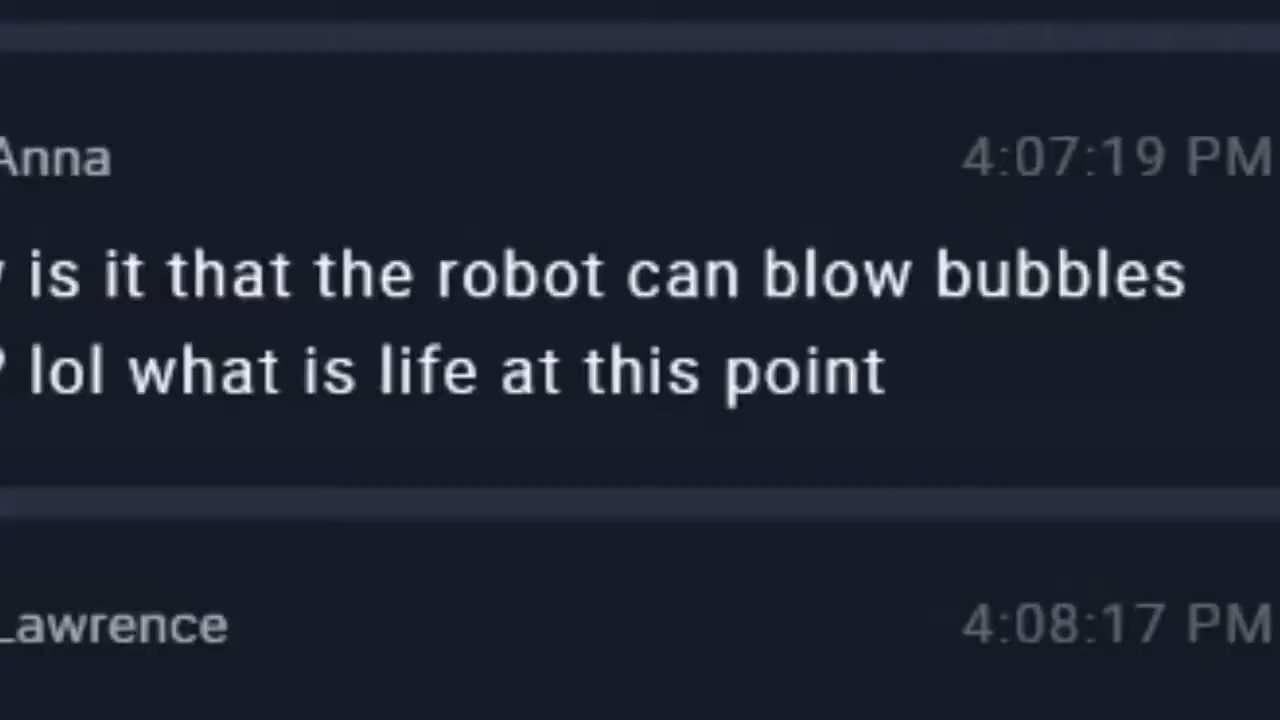 Anna 4:07:19 PM
is it that the robot can blow bubbles
? lol what is life at this point
Lawrence 4:08:17 PM